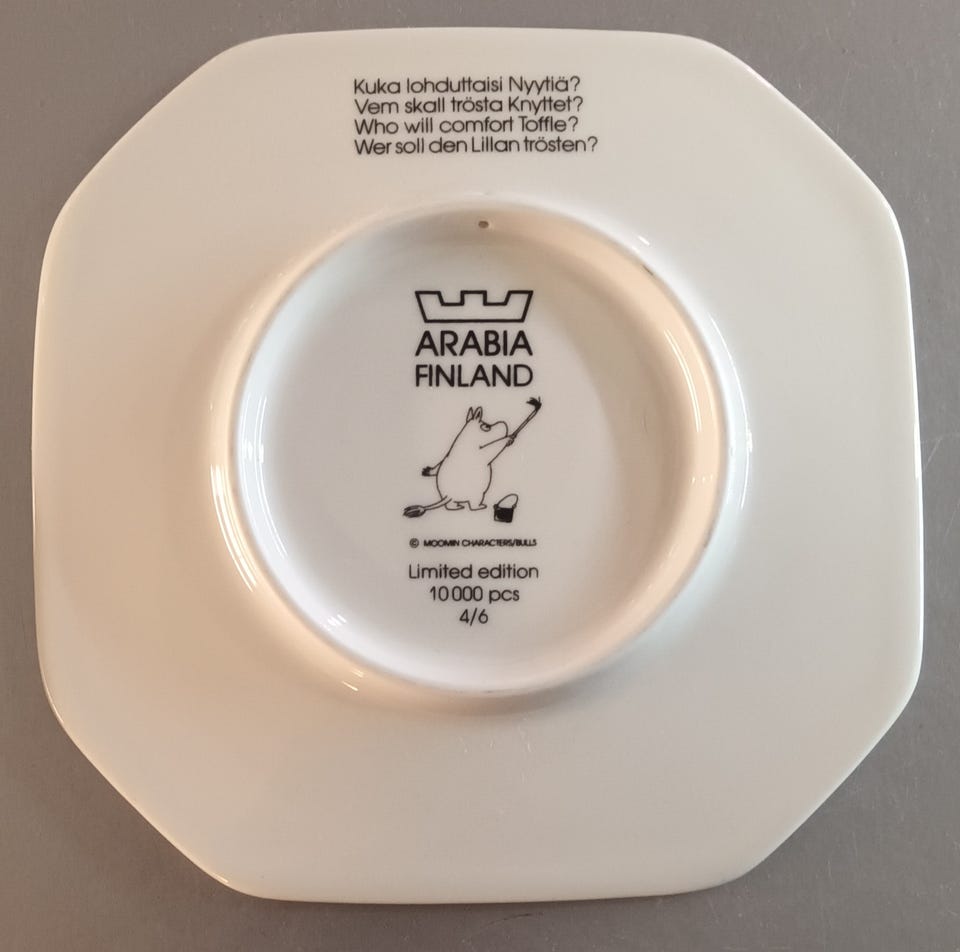 Kuka lohduttaisi Nyytiä?
Vem skall trösta Knyttet?
Who will comfort Toffle?
Wer soll den Lillan trösten?
ARABIA
FINLAND
© MOOMIN CHARACTERS/BULLS
Limited edition
10 000 pcs
4/6